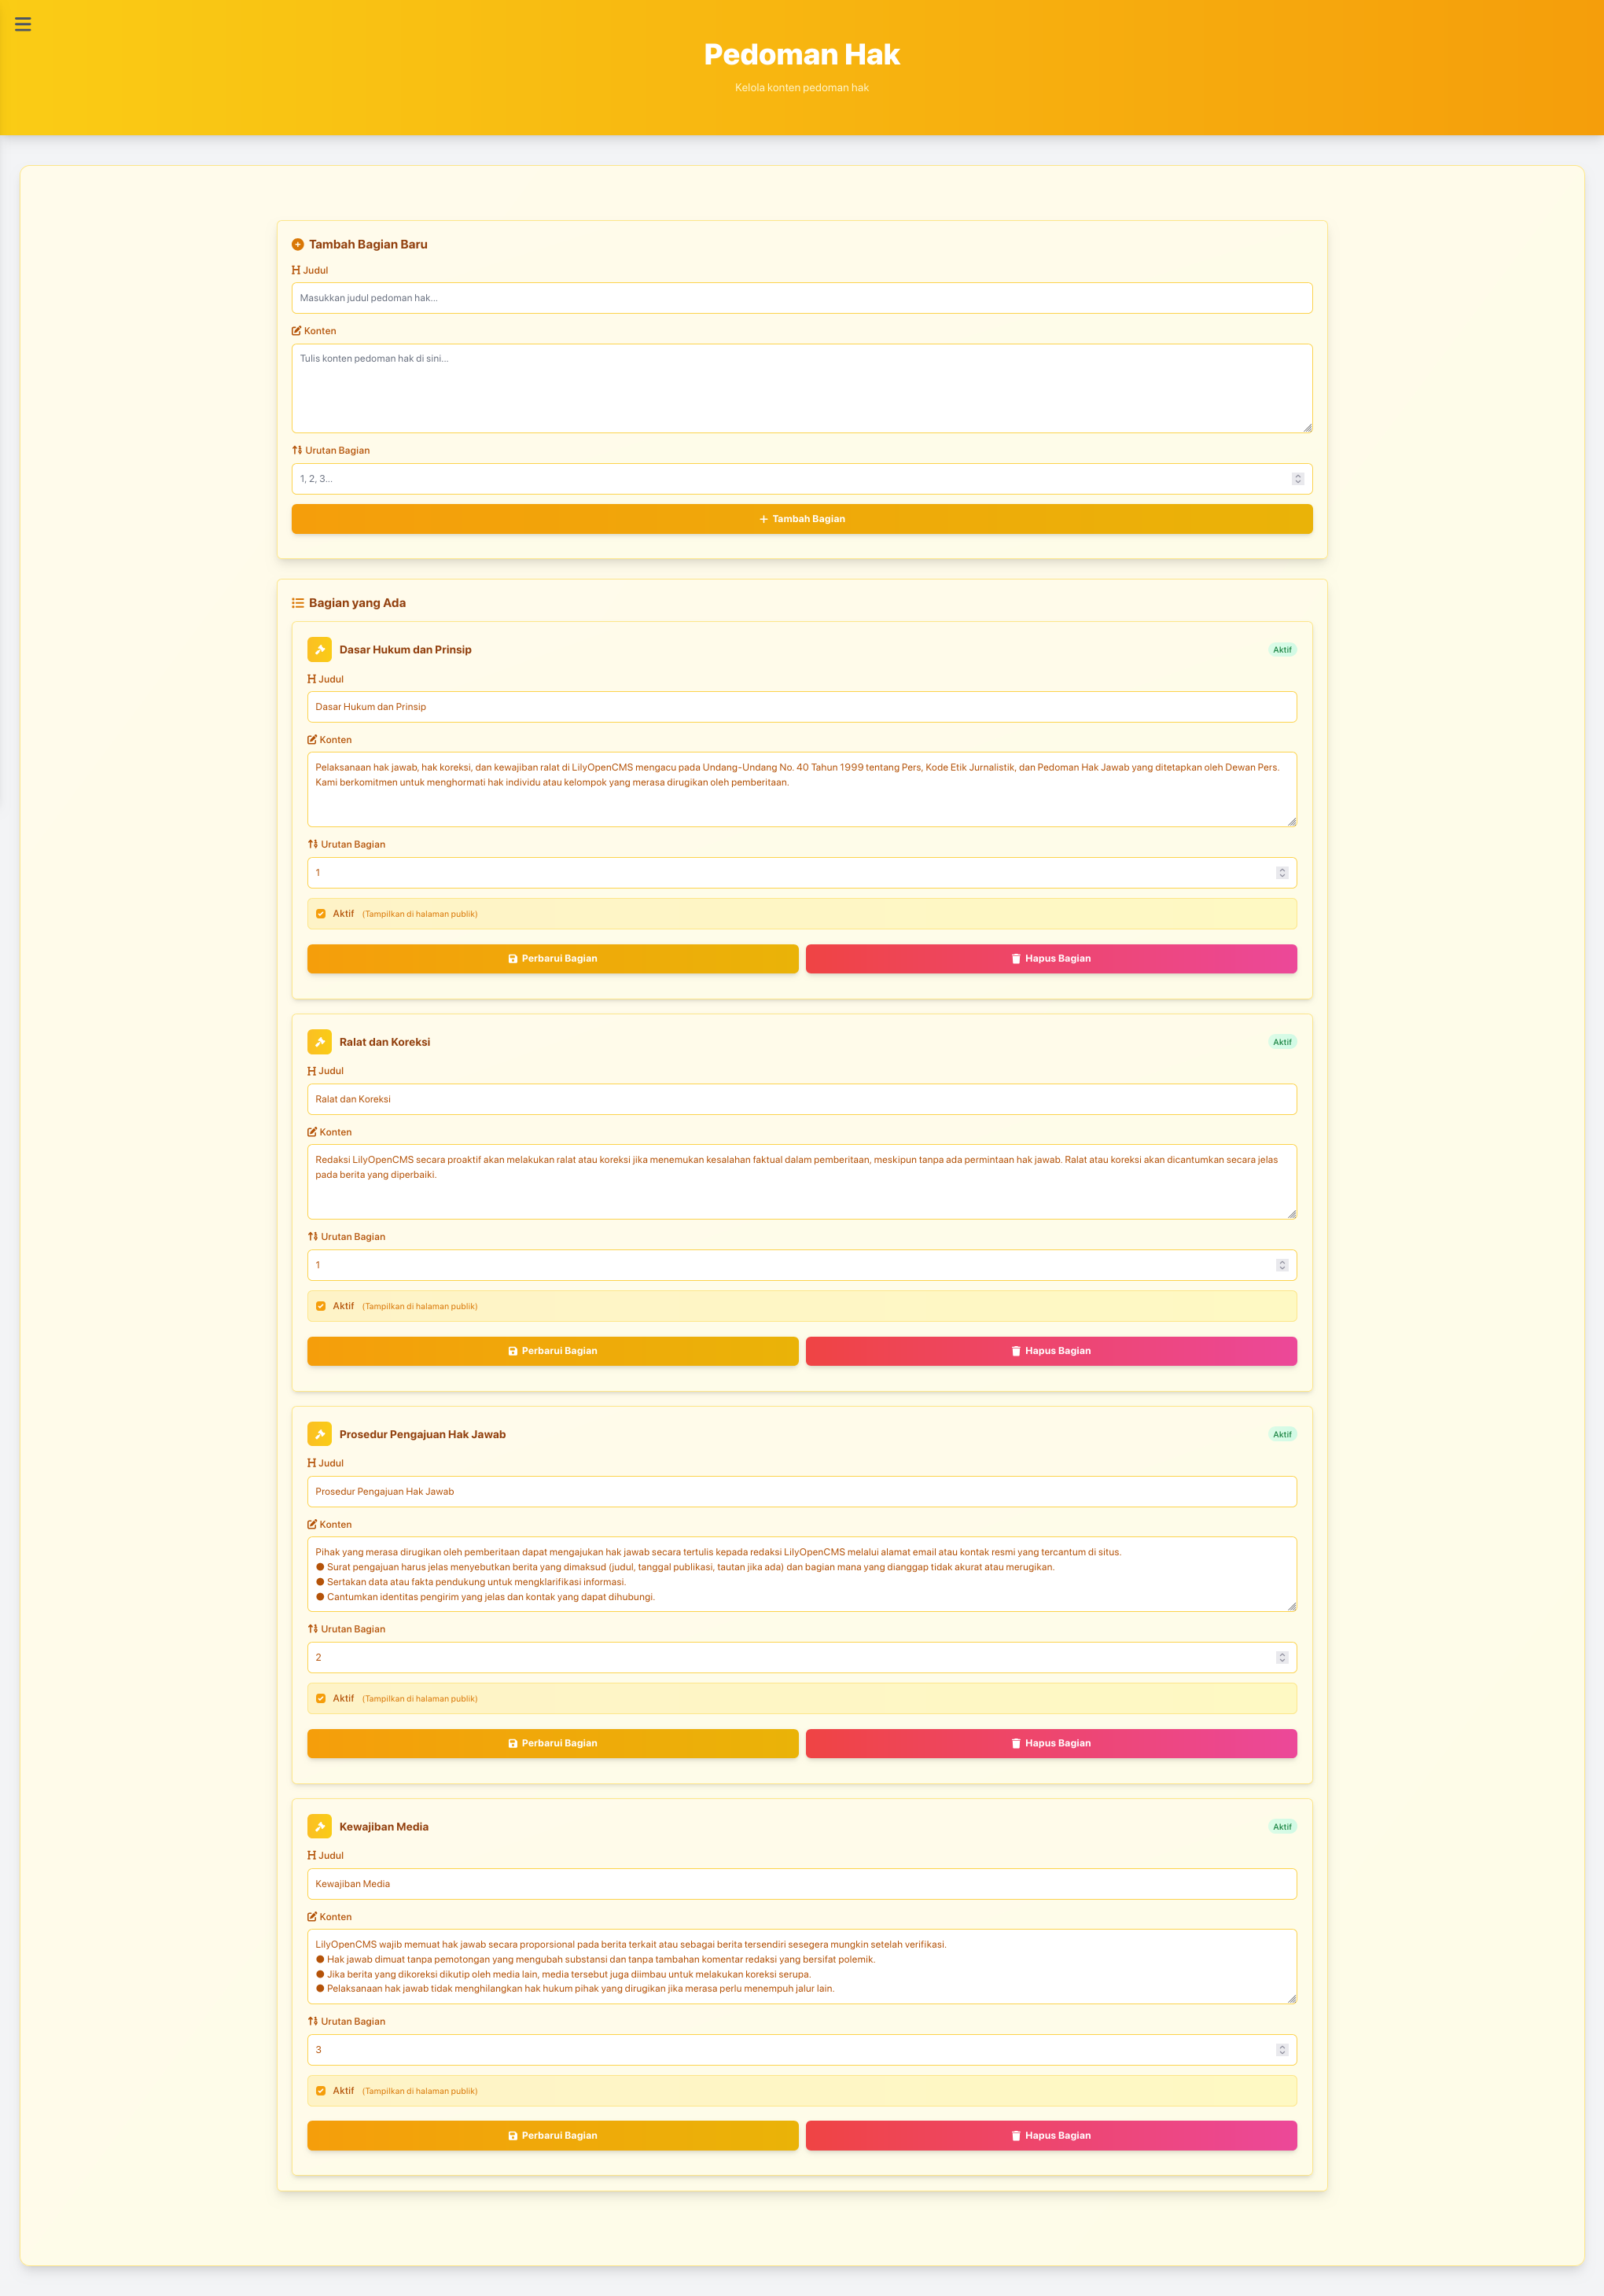 Pedoman Hak
Kelola konten pedoman hak
Tambah Bagian Baru
Judul
Masukkan judul pedoman hak...
Konten
Tulis konten pedoman hak di sini...
Urutan Bagian
1, 2, 3...
Tambah Bagian
Bagian yang Ada
Dasar Hukum dan Prinsip
Aktif
Judul
Dasar Hukum dan Prinsip
Konten
Pelaksanaan hak jawab, hak koreksi, dan kewajiban ralat di LilyOpenCMS mengacu pada Undang-Undang No. 40 Tahun 1999 tentang Pers, Kode Etik Jurnalistik, dan Pedoman Hak Jawab yang ditetapkan oleh Dewan Pers.
Kami berkomitmen untuk menghormati hak individu atau kelompok yang merasa dirugikan oleh pemberitaan.
Urutan Bagian
1
Aktif (Tampilkan di halaman publik)
Perbarui Bagian
Hapus Bagian
Ralat dan Koreksi
Aktif
Judul
Ralat dan Koreksi
Konten
Redaksi LilyOpenCMS secara proaktif akan melakukan ralat atau koreksi jika menemukan kesalahan faktual dalam pemberitaan, meskipun tanpa ada permintaan hak jawab. Ralat atau koreksi akan dicantumkan secara jelas
pada berita yang diperbaiki.
Urutan Bagian
1
Aktif (Tampilkan di halaman publik)
Perbarui Bagian
Hapus Bagian
Prosedur Pengajuan Hak Jawab
Aktif
Judul
Prosedur Pengajuan Hak Jawab
Konten
Pihak yang merasa dirugikan oleh pemberitaan dapat mengajukan hak jawab secara tertulis kepada redaksi LilyOpenCMS melalui alamat email atau kontak resmi yang tercantum di situs.
● Surat pengajuan harus jelas menyebutkan berita yang dimaksud (judul, tanggal publikasi, tautan jika ada) dan bagian mana yang dianggap tidak akurat atau merugikan.
● Sertakan data atau fakta pendukung untuk mengklarifikasi informasi.
● Cantumkan identitas pengirim yang jelas dan kontak yang dapat dihubungi.
Urutan Bagian
2
Aktif (Tampilkan di halaman publik)
Perbarui Bagian
Hapus Bagian
Kewajiban Media
Aktif
Judul
Kewajiban Media
Konten
LilyOpenCMS wajib memuat hak jawab secara proporsional pada berita terkait atau sebagai berita tersendiri sesegera mungkin setelah verifikasi.
● Hak jawab dimuat tanpa pemotongan yang mengubah substansi dan tanpa tambahan komentar redaksi yang bersifat polemik.
● Jika berita yang dikoreksi dikutip oleh media lain, media tersebut juga diimbau untuk melakukan koreksi serupa.
● Pelaksanaan hak jawab tidak menghilangkan hak hukum pihak yang dirugikan jika merasa perlu menempuh jalur lain.
Urutan Bagian
3
Aktif (Tampilkan di halaman publik)
Perbarui Bagian
Hapus Bagian